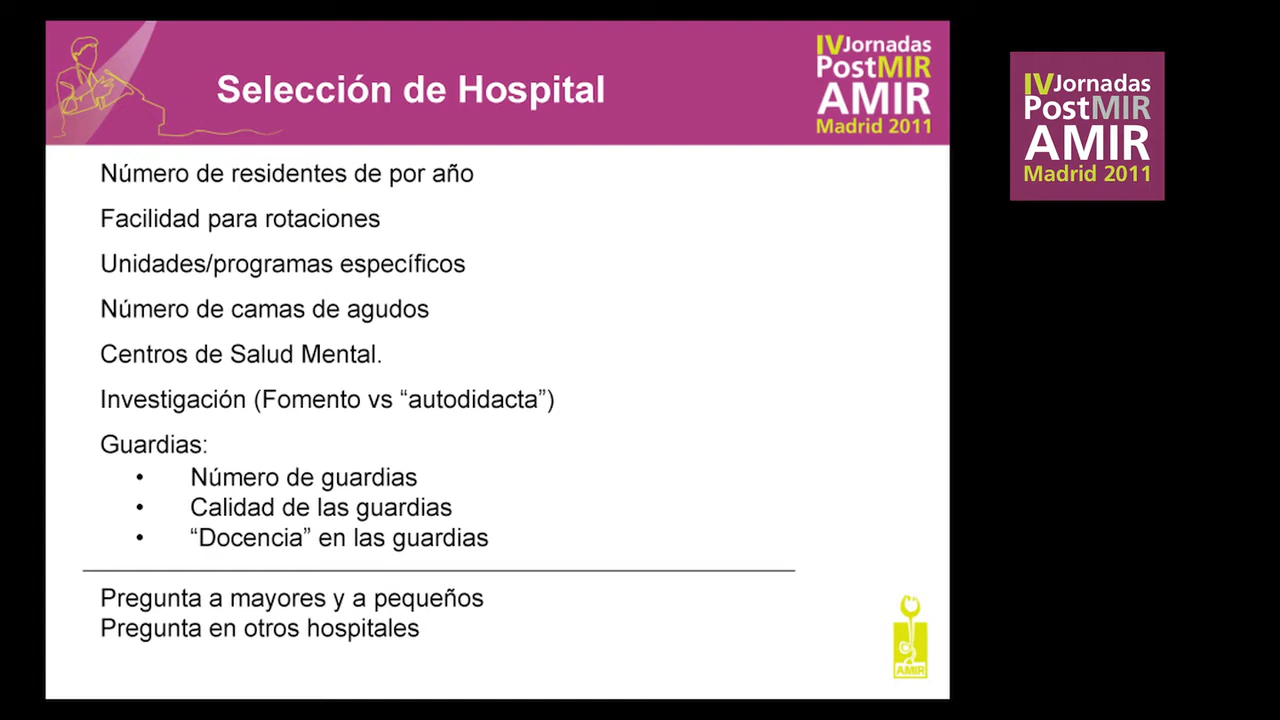 Selección de Hospital
IV Jornadas
PostMIR
AMIR
Madrid 2011
IV Jornadas
PostMIR
AMIR
Madrid 2011
Número de residentes de por año
Facilidad para rotaciones
Unidades/programas específicos
Número de camas de agudos
Centros de Salud Mental.
Investigación (Fomento vs “autodidacta”)
Guardias:
• Número de guardias
• Calidad de las guardias
• “Docencia” en las guardias
Pregunta a mayores y a pequeños
Pregunta en otros hospitales
AMIR